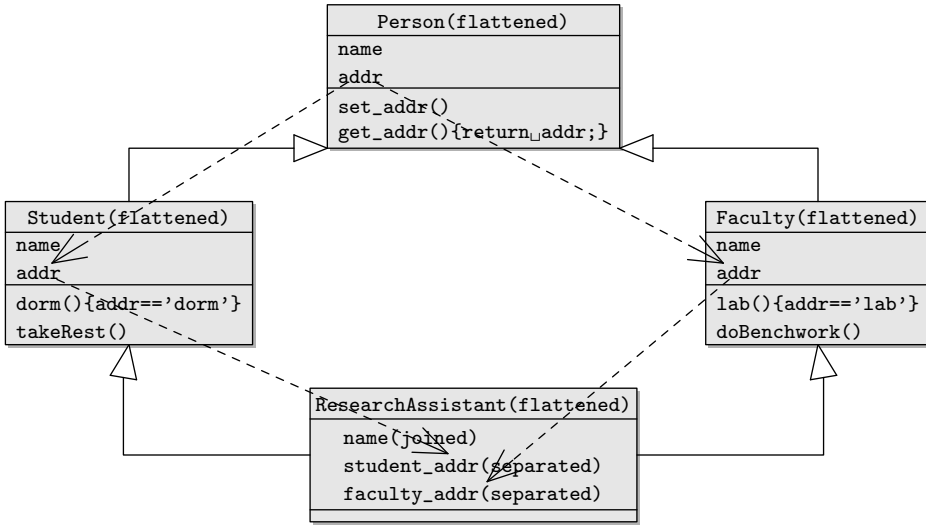 Person(flattened)
name
addr
set_addr()
get_addr(){return␣addr;}
Student(flattened)
name
addr
dorm(){addr=='dorm'}
takeRest()
Faculty(flattened)
name
addr
lab(){addr=='lab'}
doBenchwork()
ResearchAssistant(flattened)
name(joined)
student_addr(separated)
faculty_addr(separated)